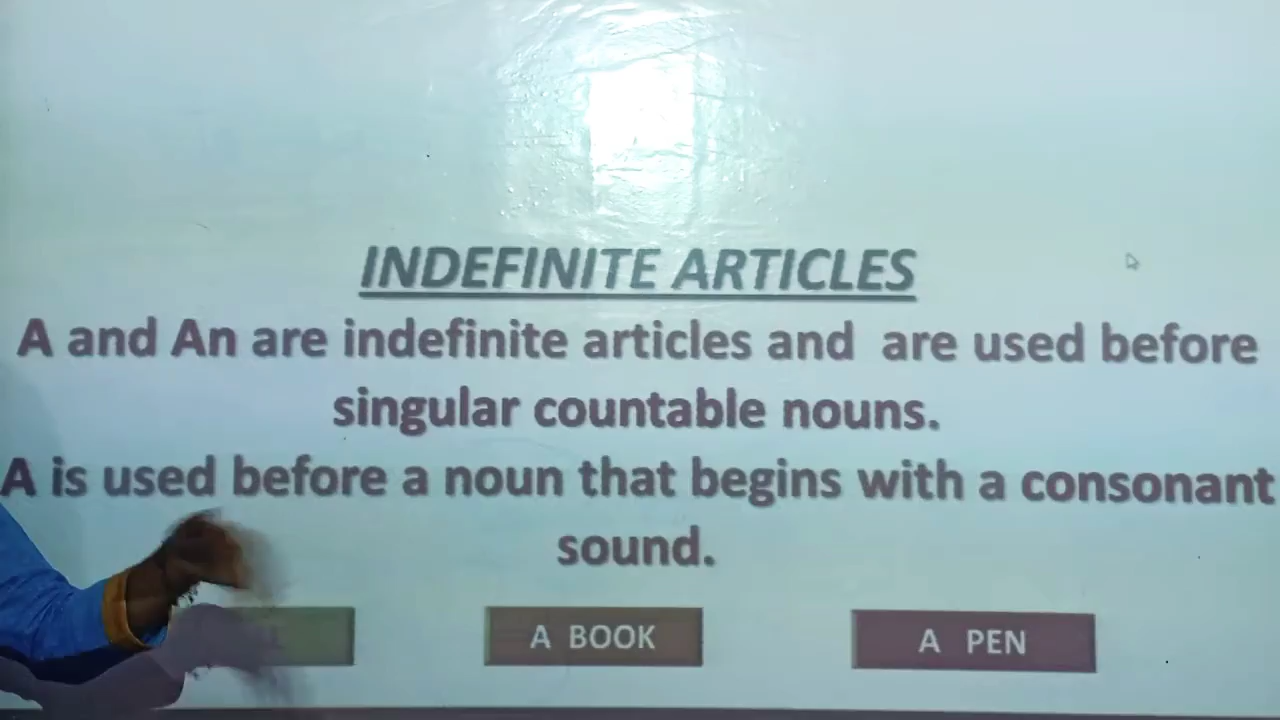 INDEFINITE ARTICLES
A and An are indefinite articles and are used before
singular countable nouns.
A is used before a noun that begins with a consonant
sound.
A BOOK
A PEN